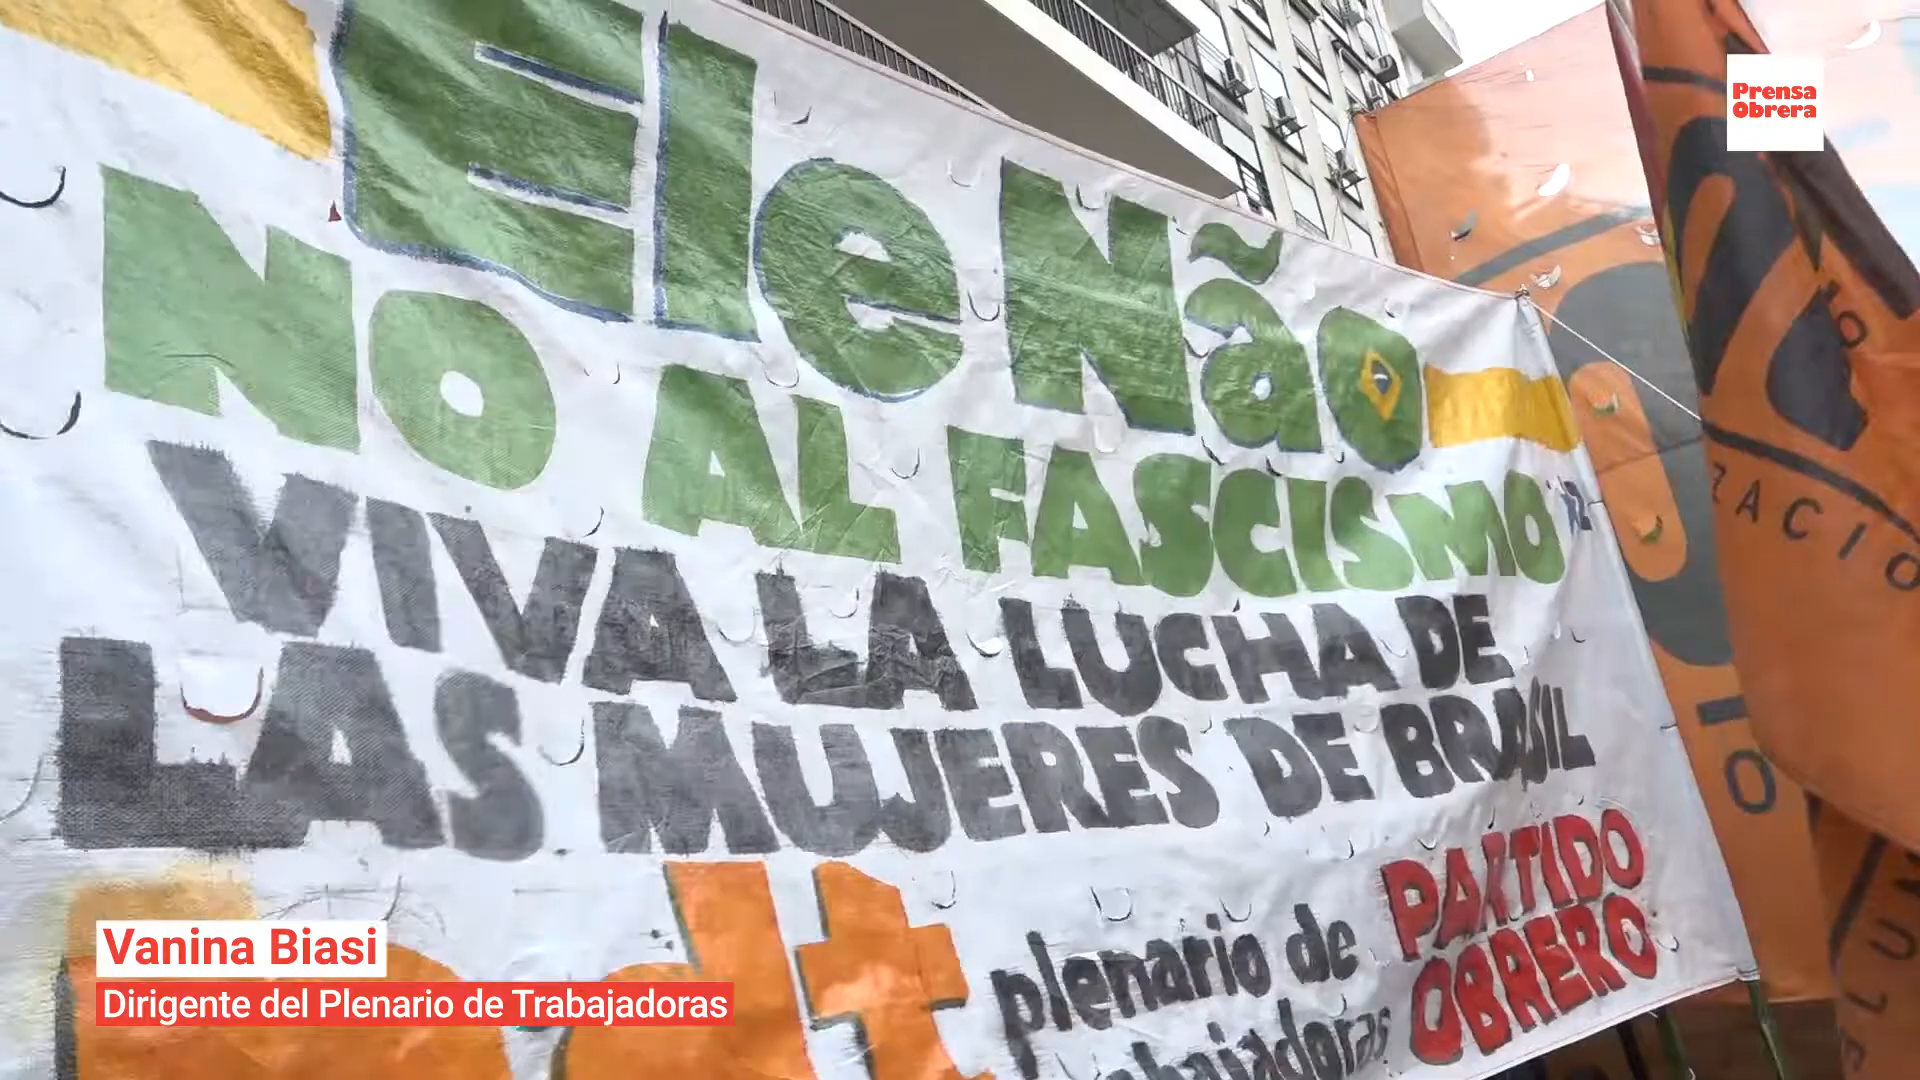 Prensa
Obrera
Ele Não
NO AL FASCISMO
VIVA LA LUCHA DE
LAS MUJERES DE BRASIL
plenario de
PARTIDO
OBRERO
Vanina Biasi
Dirigente del Plenario de Trabajadoras